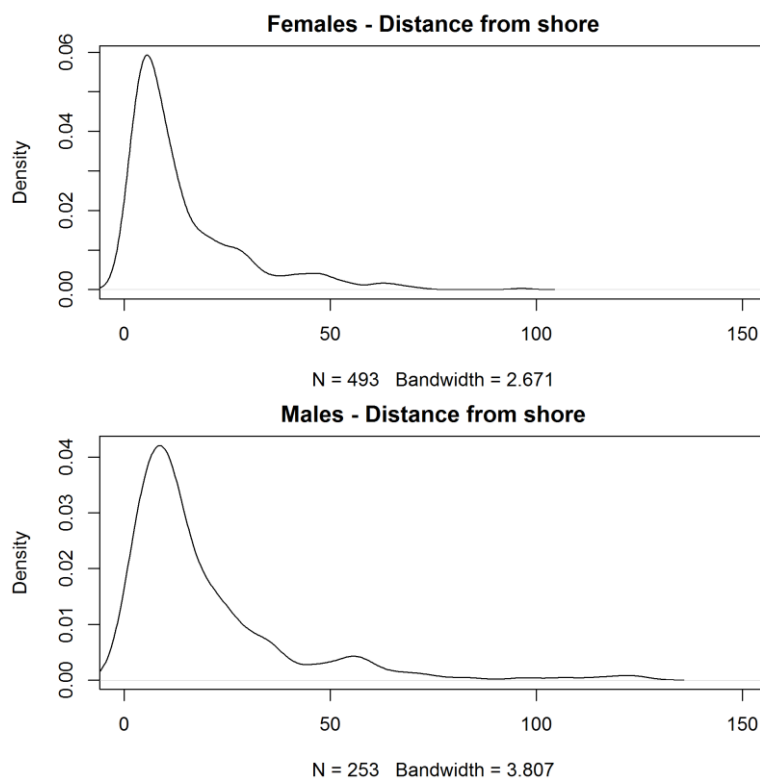 Females - Distance from shore
Density
0.00 0.02 0.04 0.06
0 50 100 150
N = 493 Bandwidth = 2.671
Males - Distance from shore
Density
0.00 0.01 0.02 0.03 0.04
0 50 100 150
N = 253 Bandwidth = 3.807